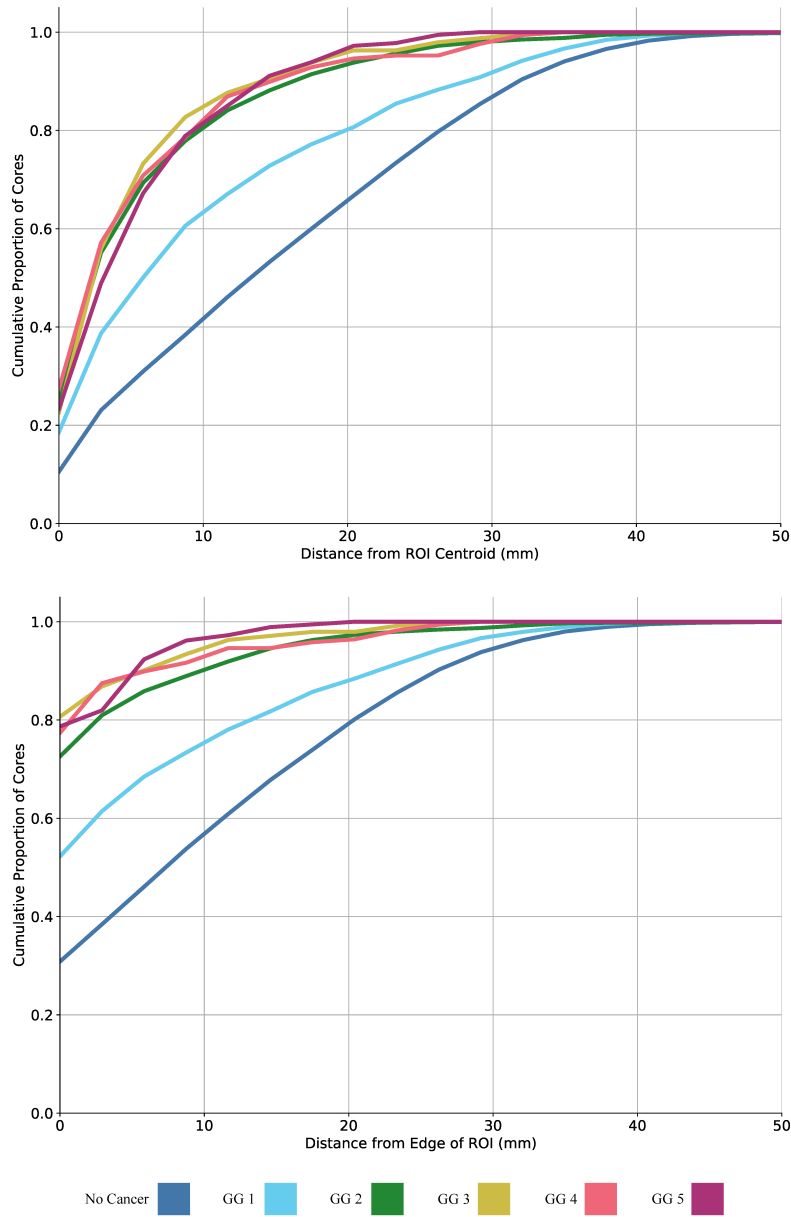 1.0
0.8
0.6
0.4
0.2
0.0
Cumulative Proportion of Cores
0 10 20 30 40 50
Distance from ROI Centroid (mm)
1.0
0.8
0.6
0.4
0.2
0.0
Cumulative Proportion of Cores
0 10 20 30 40 50
Distance from Edge of ROI (mm)
No Cancer GG 1 GG 2 GG 3 GG 4 GG 5